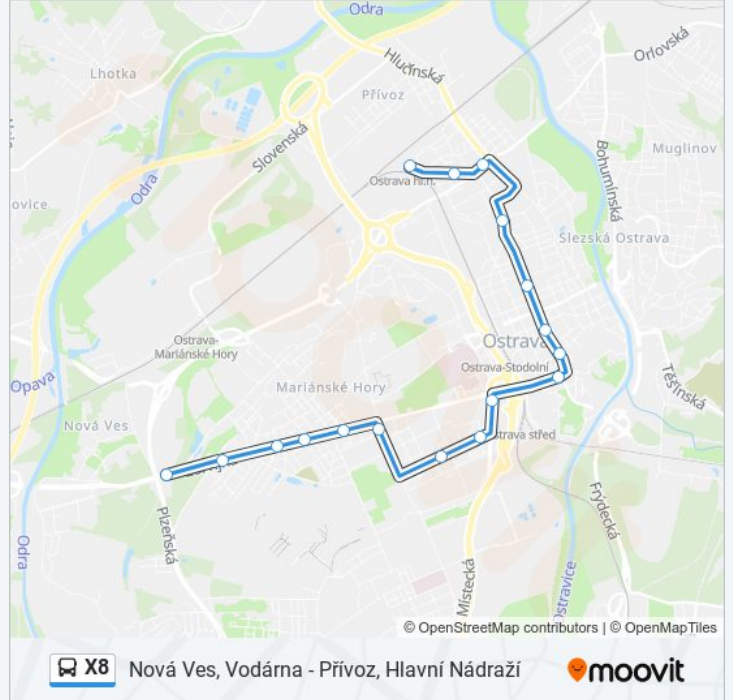 Odra
Orlovská
Hlučínská
Lhotka
Přívoz
Slovenská
Muglinov
Bohumínská
Odra
Ostrava hl.n.
ovice
Slezská Ostrava
Ostrava-
Mariánské Hory
Ostrava
Ostrava-Stodolní
Opava
Mariánské Hory
Těšínská
Nová Ves
strava střed
Plzeňská
Frýdecká
Odra
Místecká
Ostravice
© OpenStreetMap contributors | © OpenMapTiles
X8 Nová Ves, Vodárna - Přívoz, Hlavní Nádraží moovit